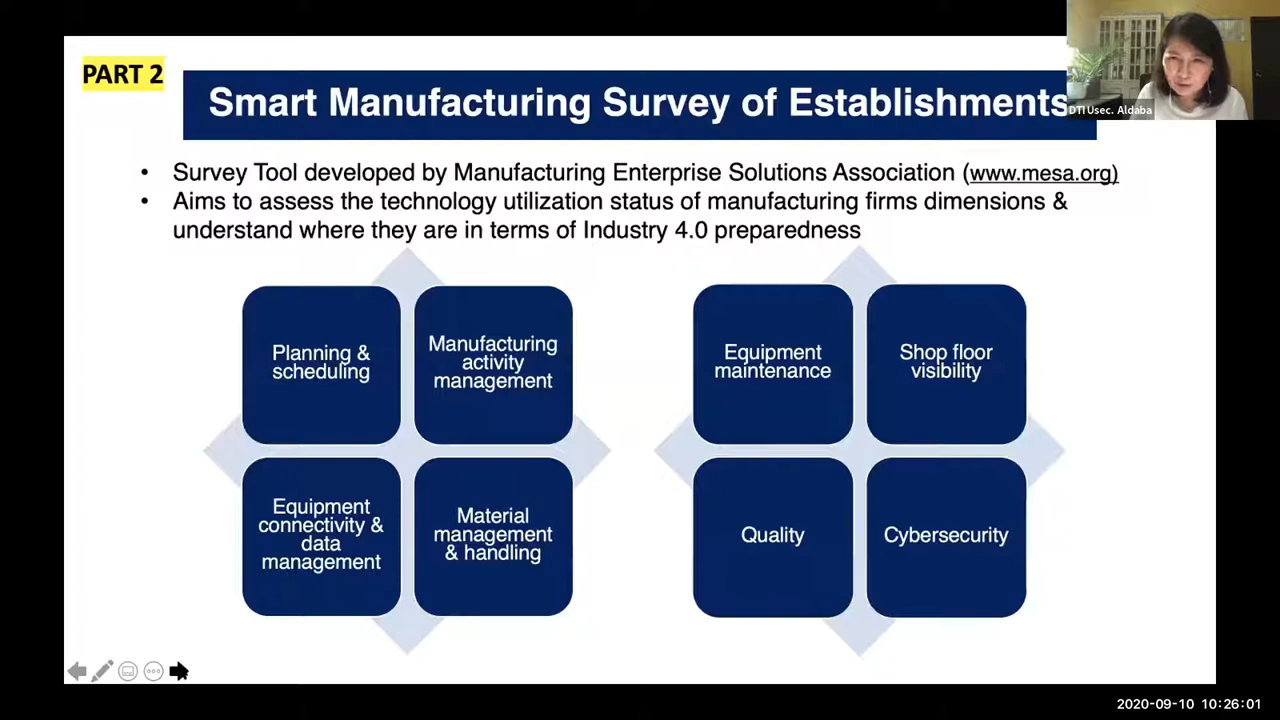 PART 2
Smart Manufacturing Survey of Establishments
DTI Usec. Aldaba
• Survey Tool developed by Manufacturing Enterprise Solutions Association (www.mesa.org)
• Aims to assess the technology utilization status of manufacturing firms dimensions &
understand where they are in terms of Industry 4.0 preparedness
Planning &
scheduling
Manufacturing
activity
management
Equipment
connectivity &
data
management
Material
management
& handling
Equipment
maintenance
Shop floor
visibility
Quality
Cybersecurity
2020-09-10 10:26:01